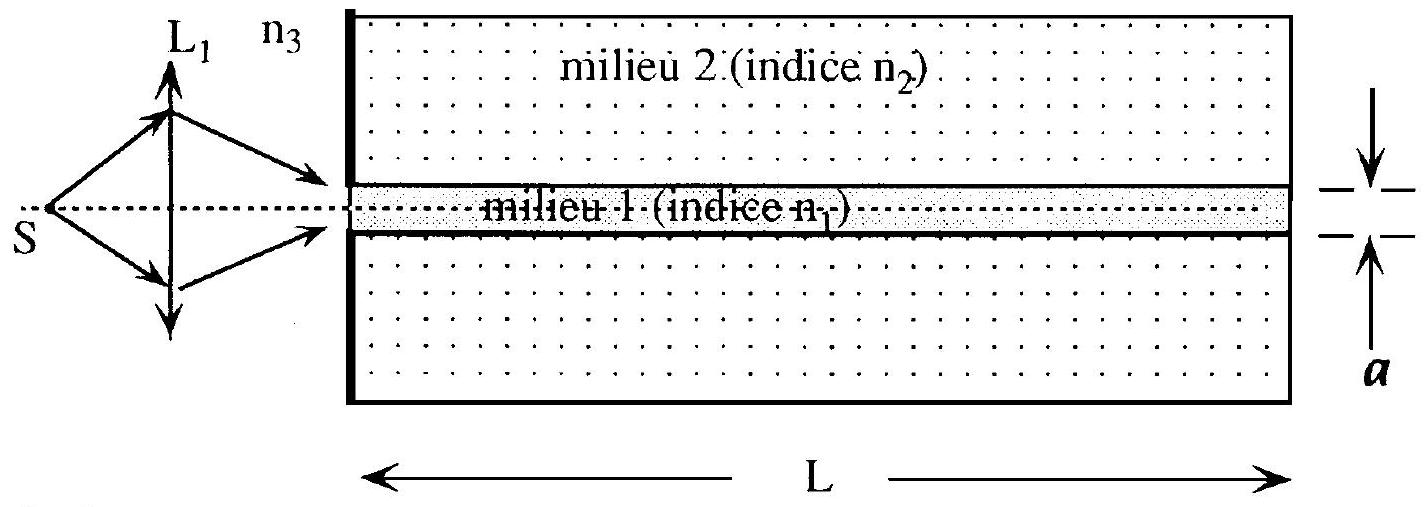 L₁
n₃
milieu 2 (indice n₂)
milieu 1 (indice n₁)
S
a
L